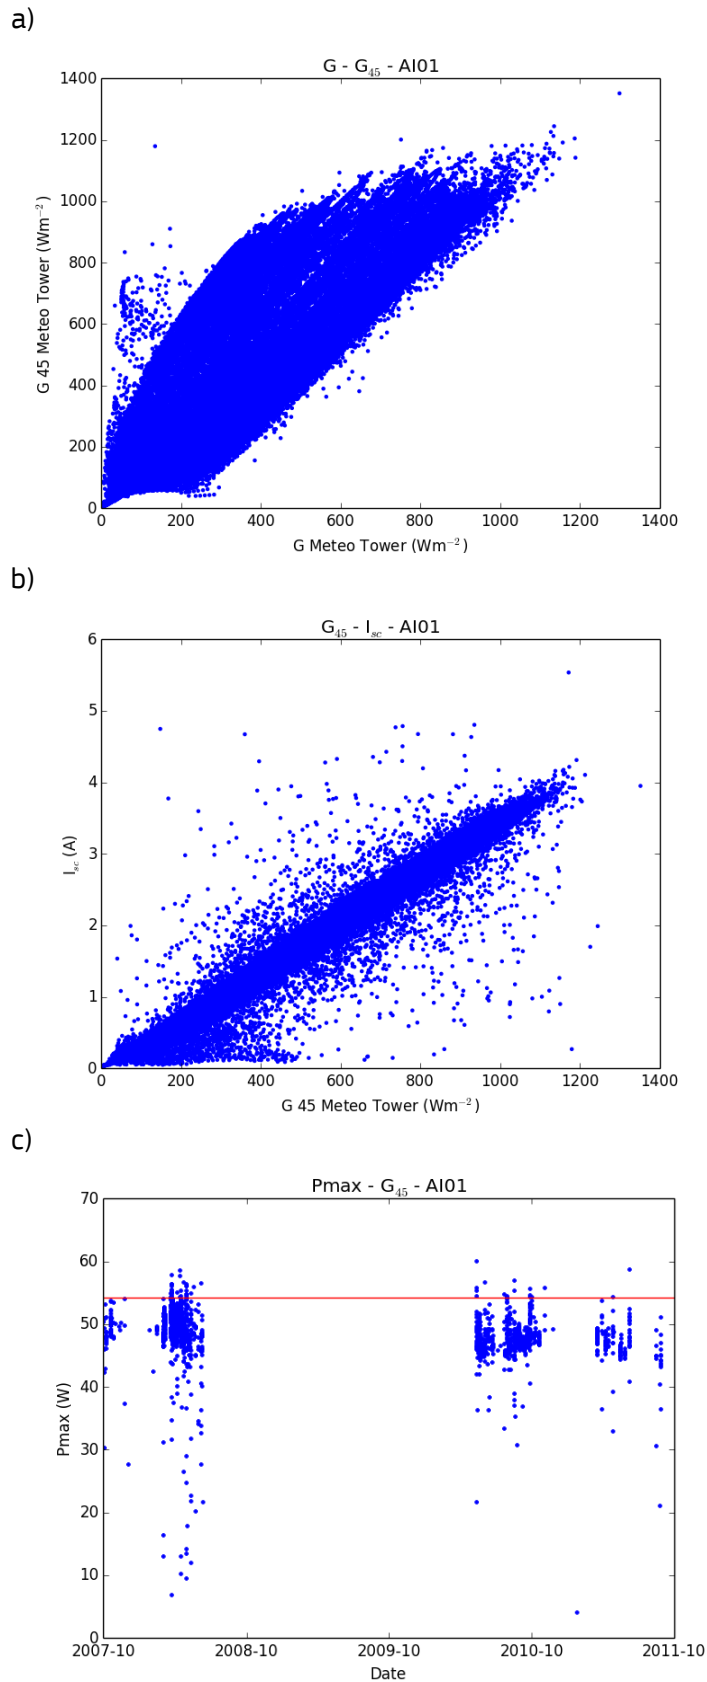 a)
G - G₄₅ - AI01
1400
1200
1000
800
600
400
200
0
G 45 Meteo Tower (Wm⁻²)
0 200 400 600 800 1000 1200 1400
G Meteo Tower (Wm⁻²)
b)
G₄₅ - Iₛc - AI01
6
5
4
3
2
1
0
Iₛc (A)
0 200 400 600 800 1000 1200 1400
G 45 Meteo Tower (Wm⁻²)
c)
Pmax - G₄₅ - AI01
70
60
50
40
30
20
10
0
Pmax (W)
2007-10 2008-10 2009-10 2010-10 2011-10
Date